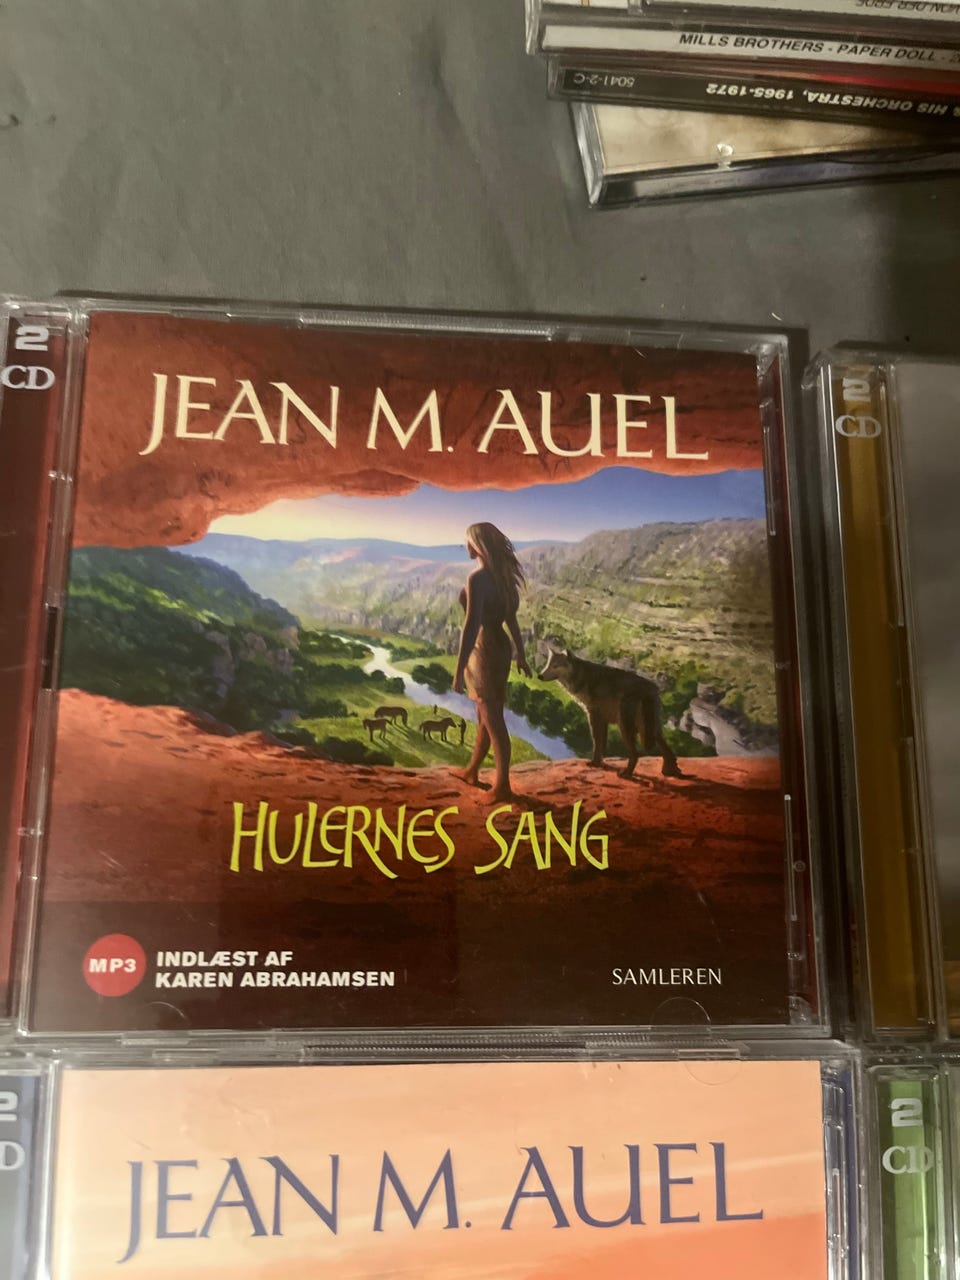 MILLS BROTHERS - PAPER DOLL -
5041-2-C
HIS ORCHESTRA, 1965-1972
2
CD
JEAN M. AUEL
2
CD
HULERNES SANG
MP3
INDLÆST AF
KAREN ABRAHAMSEN
SAMLEREN
2
CD
JEAN M. AUEL
2
CD